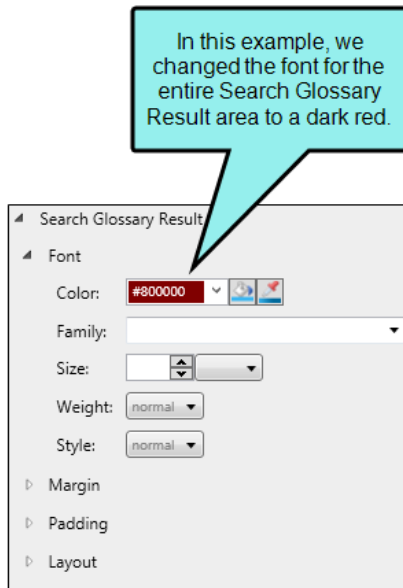 In this example, we
changed the font for the
entire Search Glossary
Result area to a dark red.
Search Glossary Result
Font
Color: #800000
Family:
Size:
Weight: normal
Style: normal
Margin
Padding
Layout